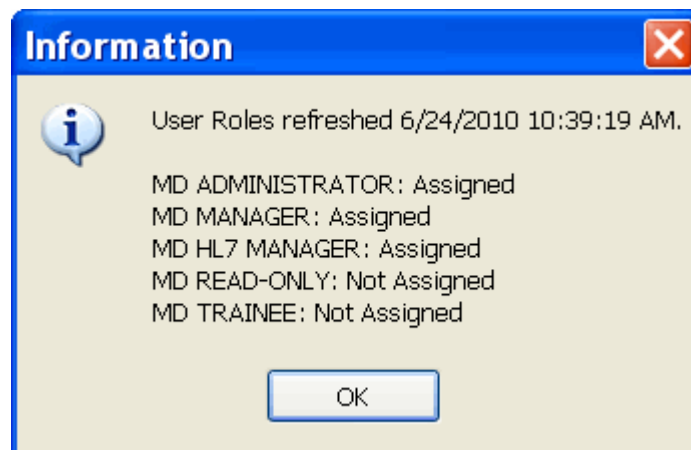 Information
User Roles refreshed 6/24/2010 10:39:19 AM.
MD ADMINISTRATOR: Assigned
MD MANAGER: Assigned
MD HL7 MANAGER: Assigned
MD READ-ONLY: Not Assigned
MD TRAINEE: Not Assigned
OK